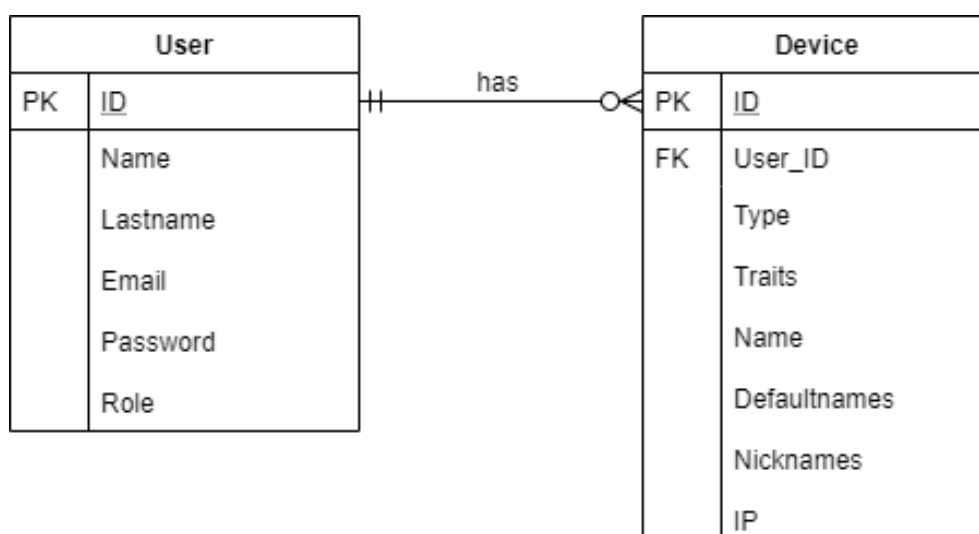 User
PK ID
Name
Lastname
Email
Password
Role
has
Device
PK ID
FK User_ID
Type
Traits
Name
Defaultnames
Nicknames
IP